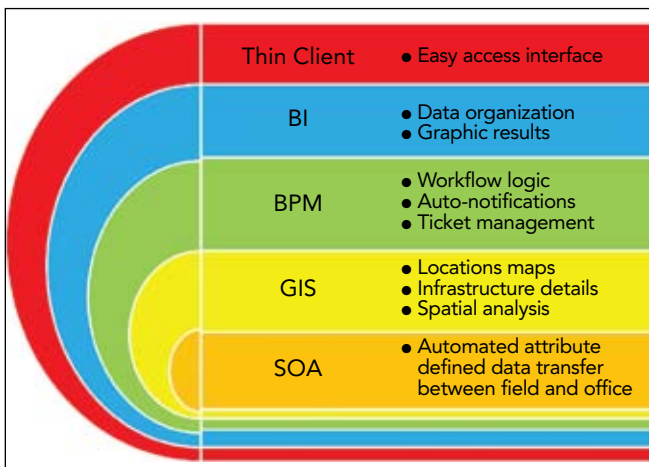 Thin Client
• Easy access interface
BI
• Data organization
• Graphic results
BPM
• Workflow logic
• Auto-notifications
• Ticket management
GIS
• Locations maps
• Infrastructure details
• Spatial analysis
SOA
• Automated attribute
defined data transfer
between field and office